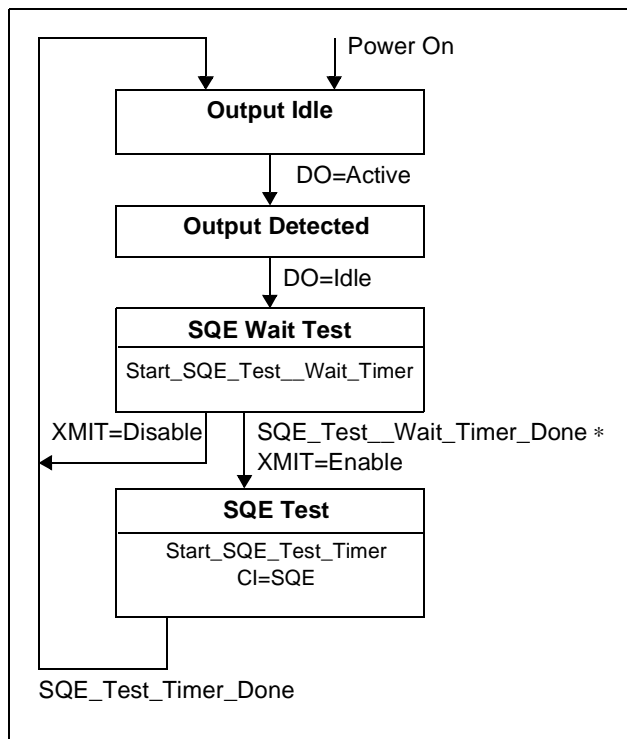 Power On
Output Idle
DO=Active
Output Detected
DO=Idle
SQE Wait Test
Start_SQE_Test__Wait_Timer
XMIT=Disable
SQE_Test__Wait_Timer_Done *
XMIT=Enable
SQE Test
Start_SQE_Test_Timer
CI=SQE
SQE_Test_Timer_Done